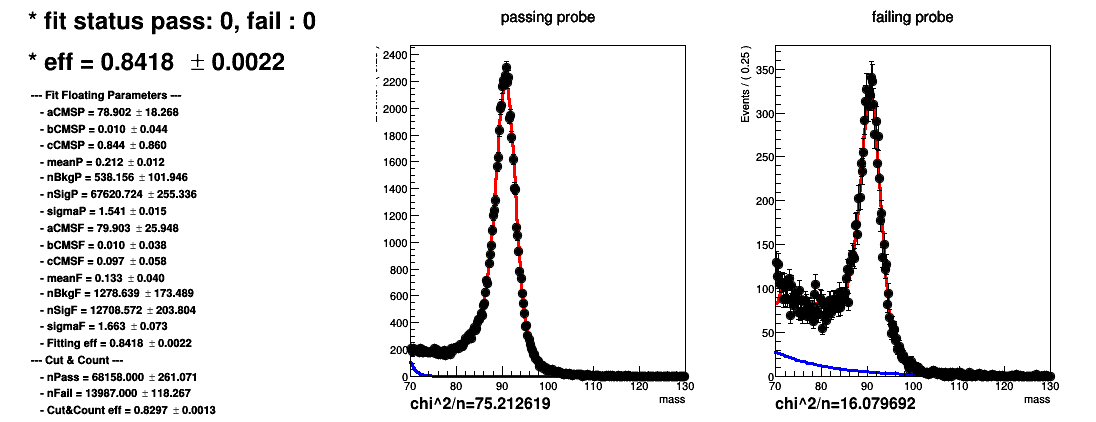 * fit status pass: 0, fail : 0
* eff = 0.8418 ± 0.0022
--- Fit Floating Parameters ---
- aCMSP = 78.902 ± 18.268
- bCMSP = 0.010 ± 0.044
- cCMSP = 0.844 ± 0.860
- meanP = 0.212 ± 0.012
- nBkgP = 538.156 ± 101.946
- nSigP = 67620.724 ± 255.336
- sigmaP = 1.541 ± 0.015
- aCMSF = 79.903 ± 25.948
- bCMSF = 0.010 ± 0.038
- cCMSF = 0.097 ± 0.058
- meanF = 0.133 ± 0.040
- nBkgF = 1278.639 ± 173.489
- nSigF = 12708.572 ± 203.804
- sigmaF = 1.663 ± 0.073
- Fitting eff = 0.8418 ± 0.0022
--- Cut & Count ---
- nPass = 68158.000 ± 261.071
- nFail = 13987.000 ± 118.267
- Cut&Count eff = 0.8297 ± 0.0013
passing probe
2400
2200
2000
1800
1600
1400
1200
1000
800
600
400
200
0
70 80 90 100 110 120 130
mass
chi^2/n=75.212619
failing probe
Events / ( 0.25 )
350
300
250
200
150
100
50
0
70 80 90 100 110 120 130
mass
chi^2/n=16.079692